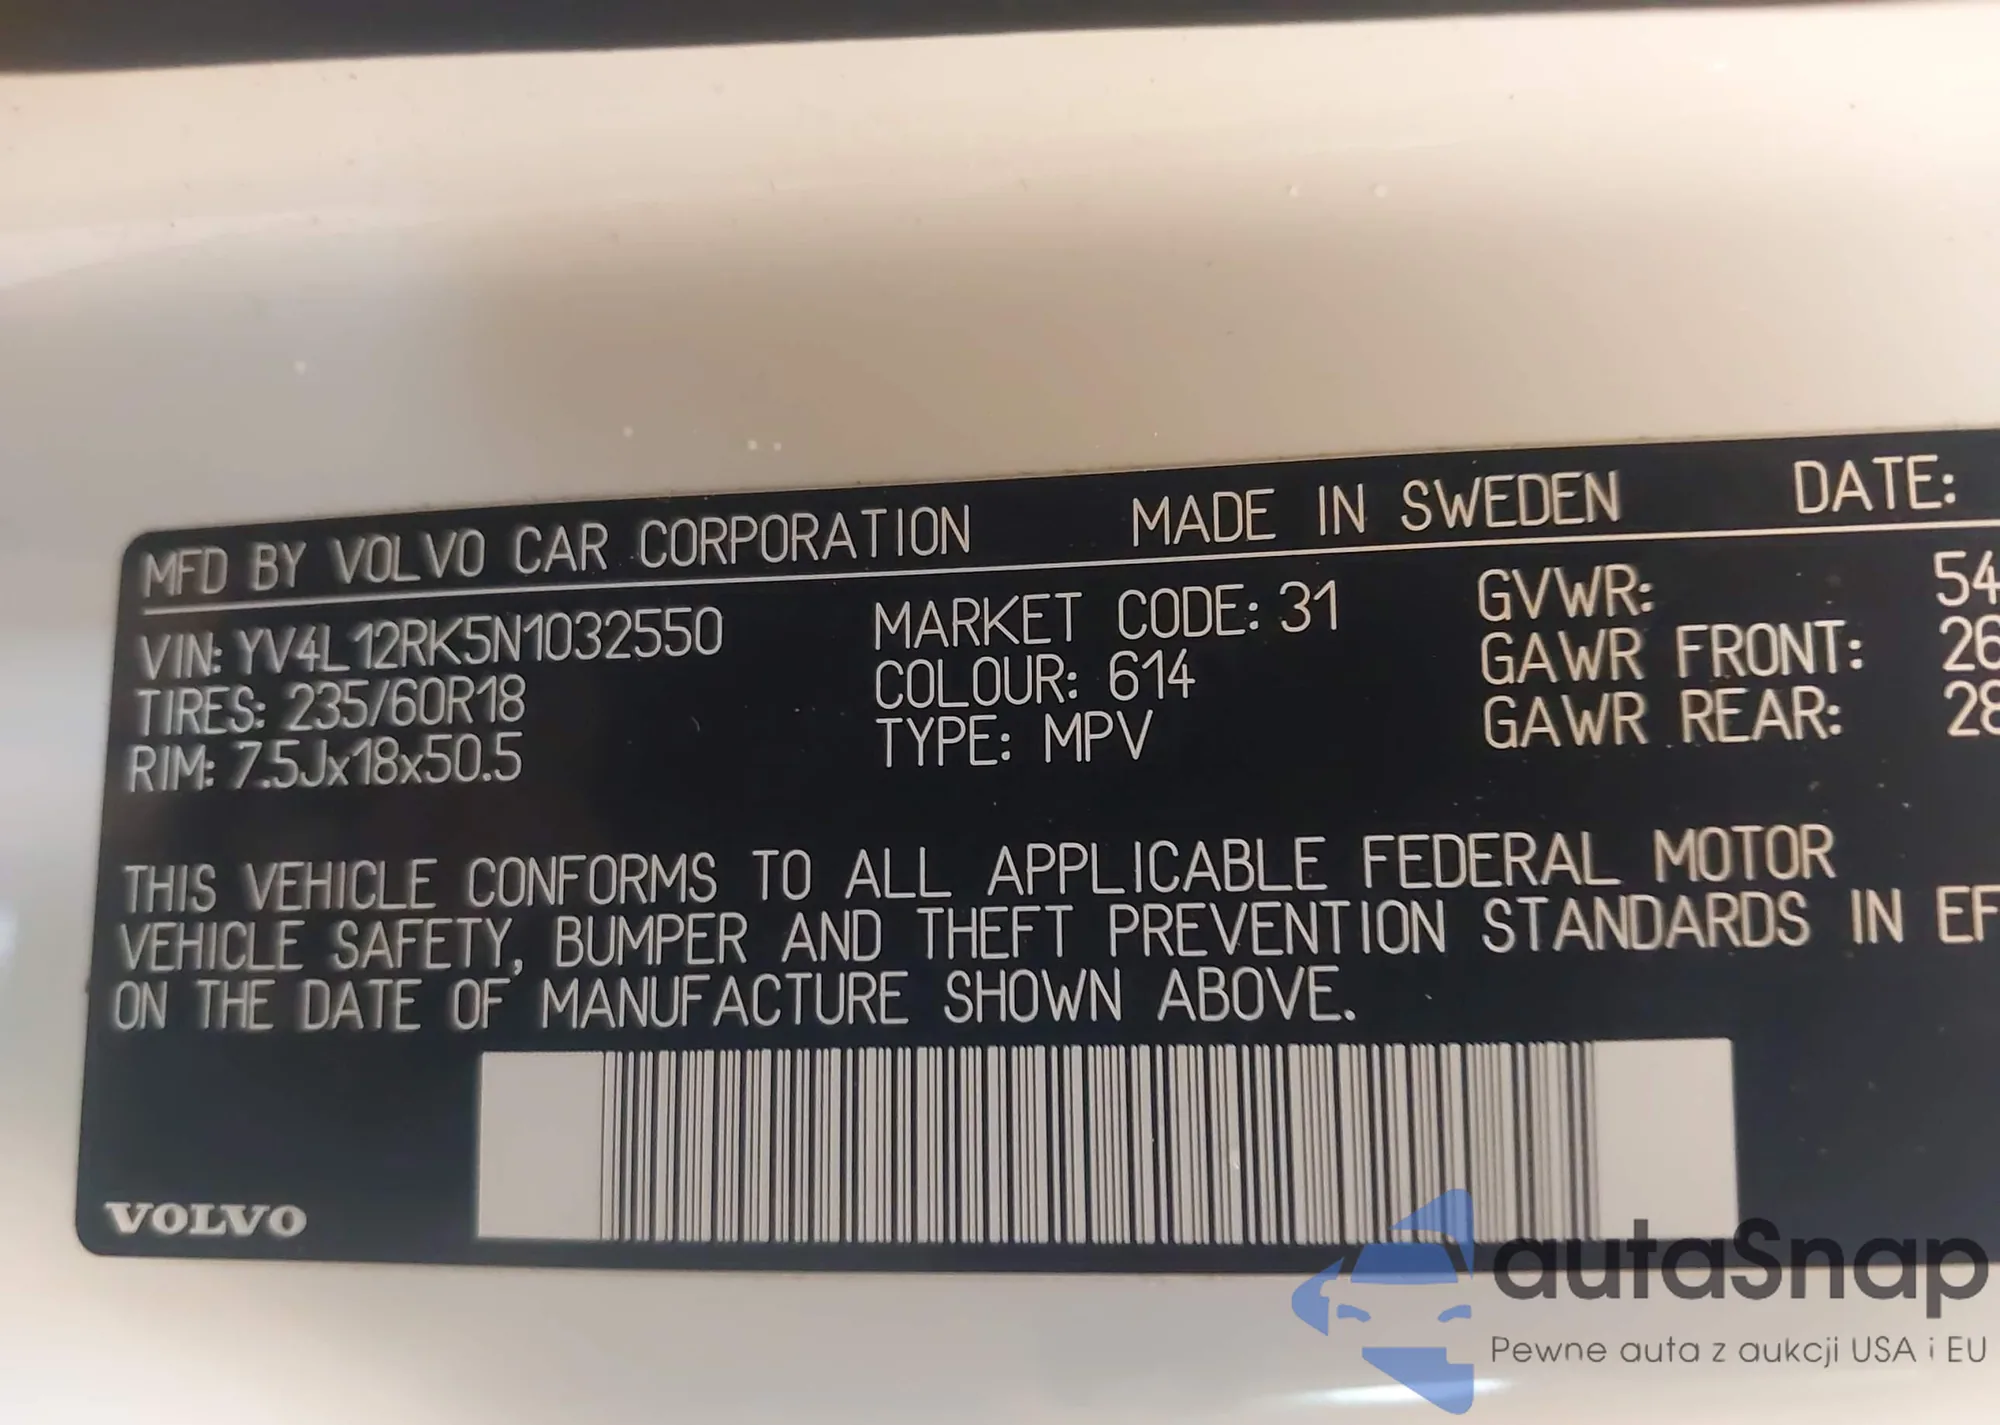 MFD BY VOLVO CAR CORPORATION MADE IN SWEDEN DATE:
VIN: YV4L12RK5N1032550 MARKET CODE: 31 GVWR: 54
TIRES: 235/60R18 COLOUR: 614 GAWR FRONT: 26
RIM: 7.5Jx18x50.5 TYPE: MPV GAWR REAR: 28
THIS VEHICLE CONFORMS TO ALL APPLICABLE FEDERAL MOTOR
VEHICLE SAFETY, BUMPER AND THEFT PREVENTION STANDARDS IN EF
ON THE DATE OF MANUFACTURE SHOWN ABOVE.
VOLVO
autaSnap
Pewne auta z aukcji USA i EU